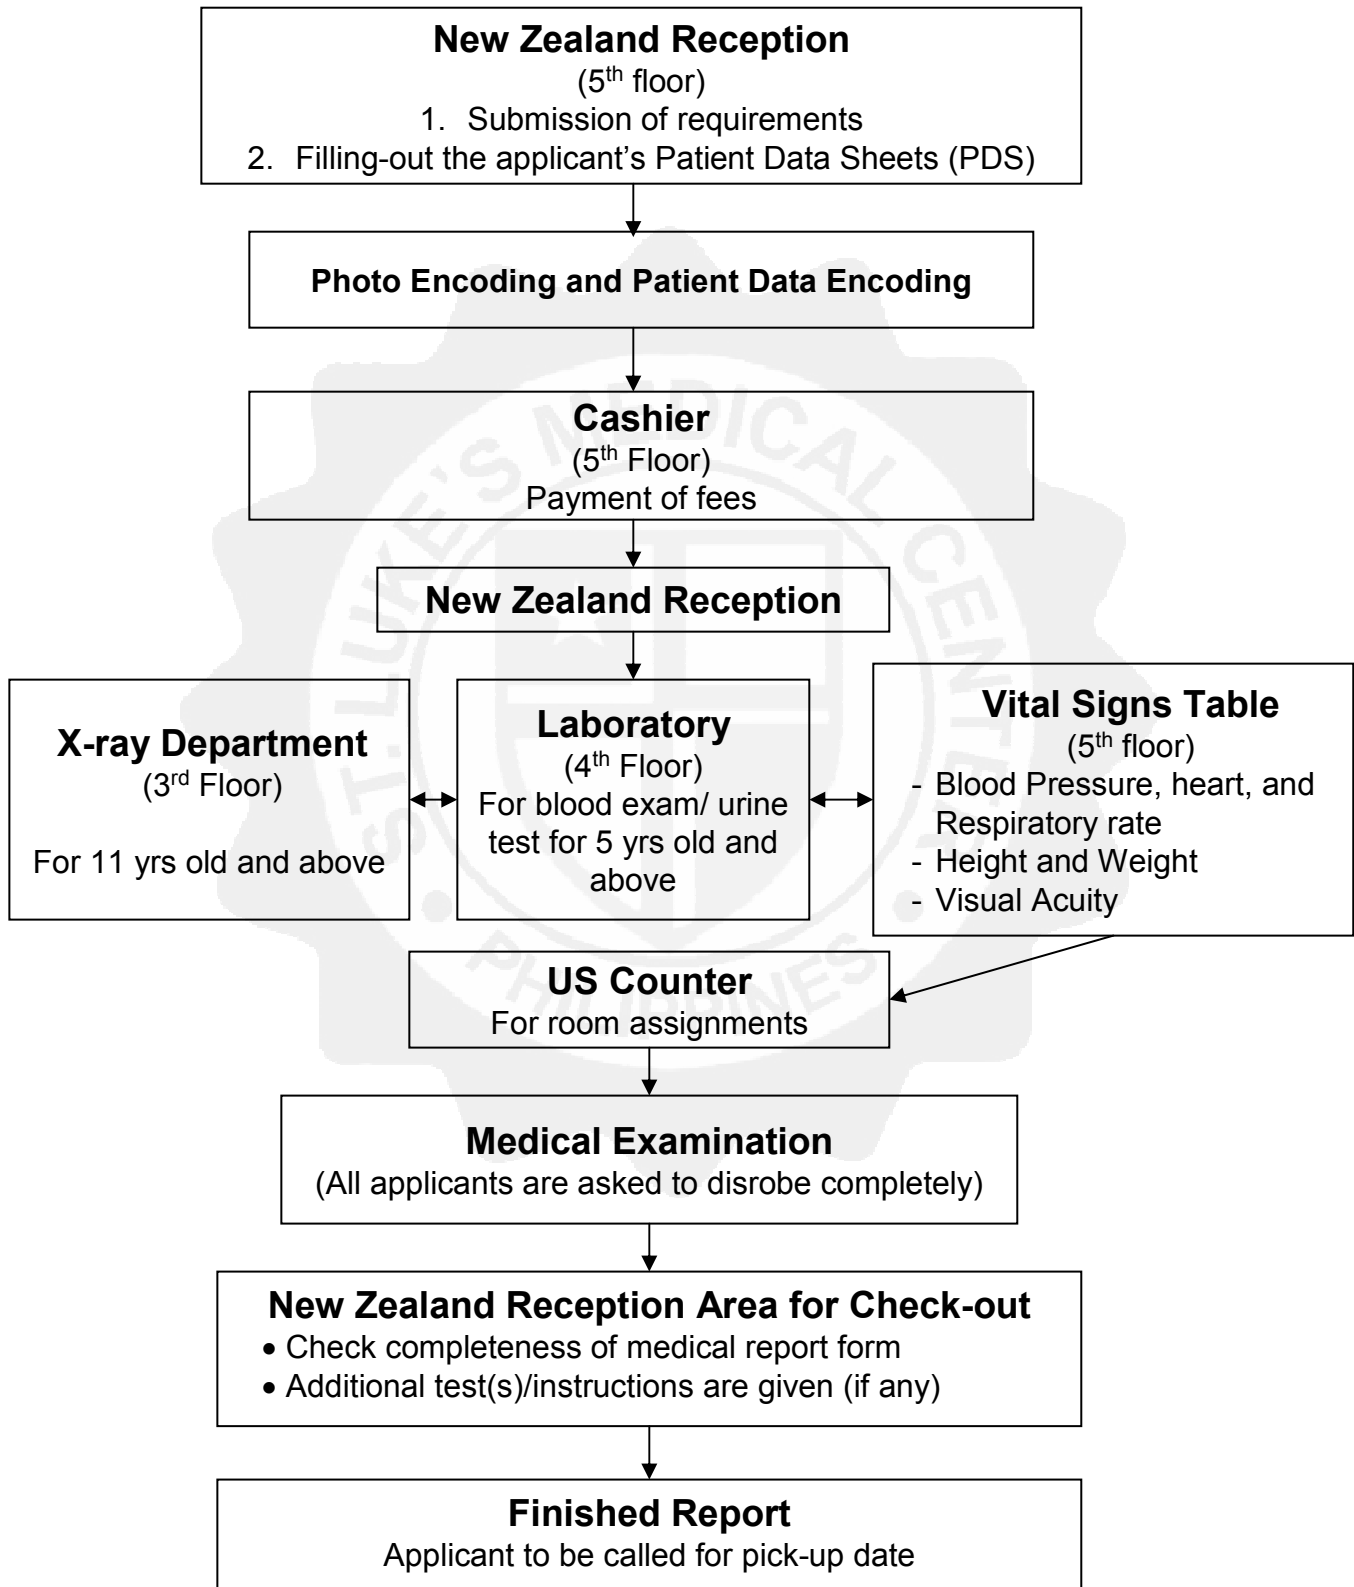 New Zealand Reception
(5th floor)
1. Submission of requirements
2. Filling-out the applicant's Patient Data Sheets (PDS)
Photo Encoding and Patient Data Encoding
Cashier
(5th Floor)
Payment of fees
New Zealand Reception
X-ray Department
(3rd Floor)
For 11 yrs old and above
Laboratory
(4th Floor)
For blood exam/ urine
test for 5 yrs old and
above
Vital Signs Table
(5th floor)
- Blood Pressure, heart, and
Respiratory rate
- Height and Weight
- Visual Acuity
US Counter
For room assignments
Medical Examination
(All applicants are asked to disrobe completely)
New Zealand Reception Area for Check-out
• Check completeness of medical report form
• Additional test(s)/instructions are given (if any)
Finished Report
Applicant to be called for pick-up date
ST. LUKE'S MEDICAL CENTER
• PHILIPPINES •